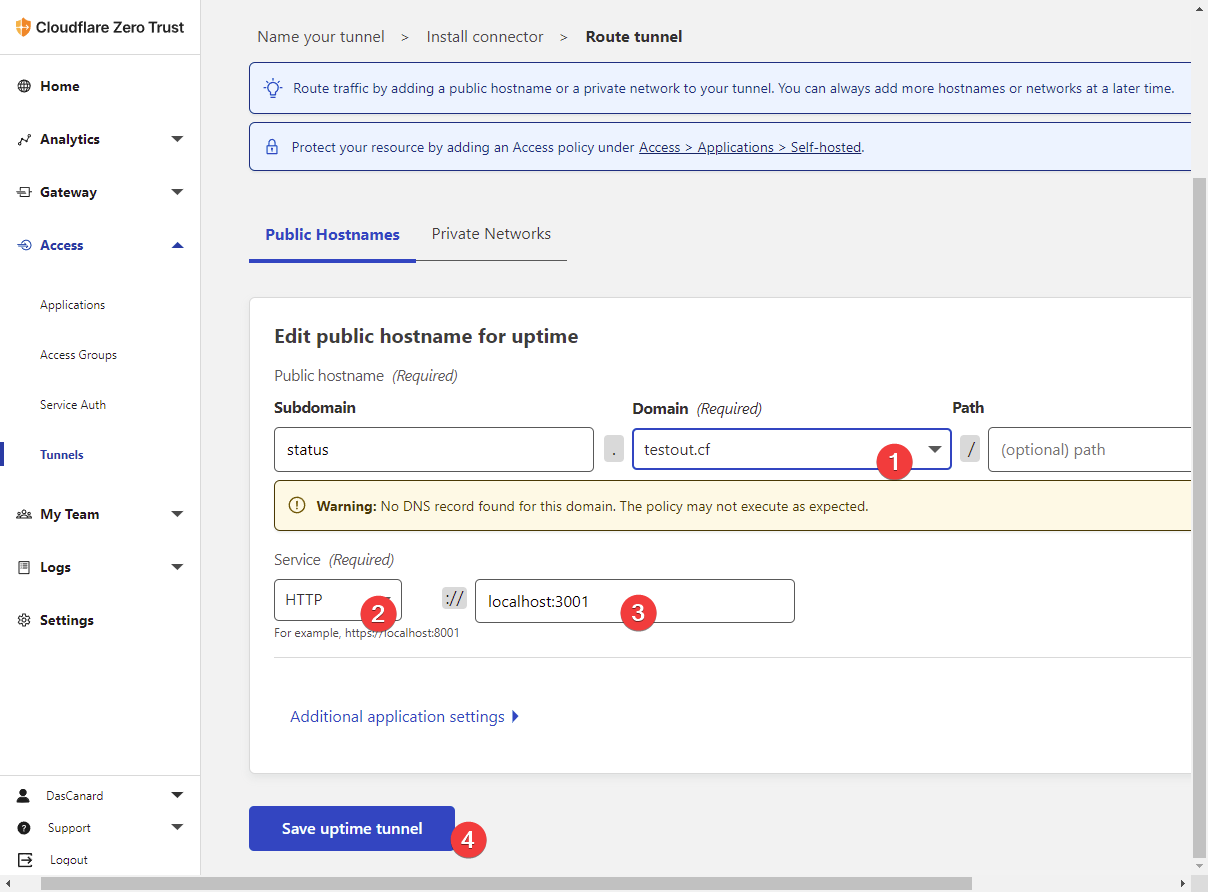 Cloudflare Zero Trust
Home
Analytics
Gateway
Access
Applications
Access Groups
Service Auth
Tunnels
My Team
Logs
Settings
DasCanard
Support
Logout
Name your tunnel > Install connector > Route tunnel
Route traffic by adding a public hostname or a private network to your tunnel. You can always add more hostnames or networks at a later time.
Protect your resource by adding an Access policy under Access > Applications > Self-hosted.
Public Hostnames Private Networks
Edit public hostname for uptime
Public hostname (Required)
Subdomain Domain (Required) Path
status . testout.cf 1 / (optional) path
Warning: No DNS record found for this domain. The policy may not execute as expected.
Service (Required)
HTTP 2 :// localhost:3001 3
For example, https://localhost:8001
Additional application settings
Save uptime tunnel 4